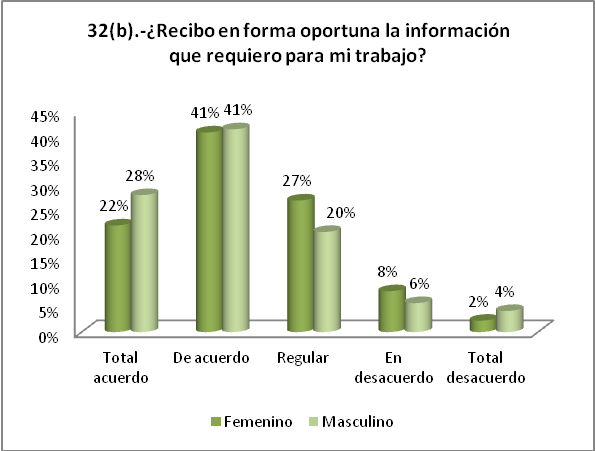 32(b).-¿Recibo en forma oportuna la información
que requiero para mi trabajo?
45%
40%
35%
30%
25%
20%
15%
10%
5%
0%
22%
28%
41%
41%
27%
20%
8%
6%
2%
4%
Total
acuerdo
De acuerdo
Regular
En
desacuerdo
Total
desacuerdo
Femenino
Masculino